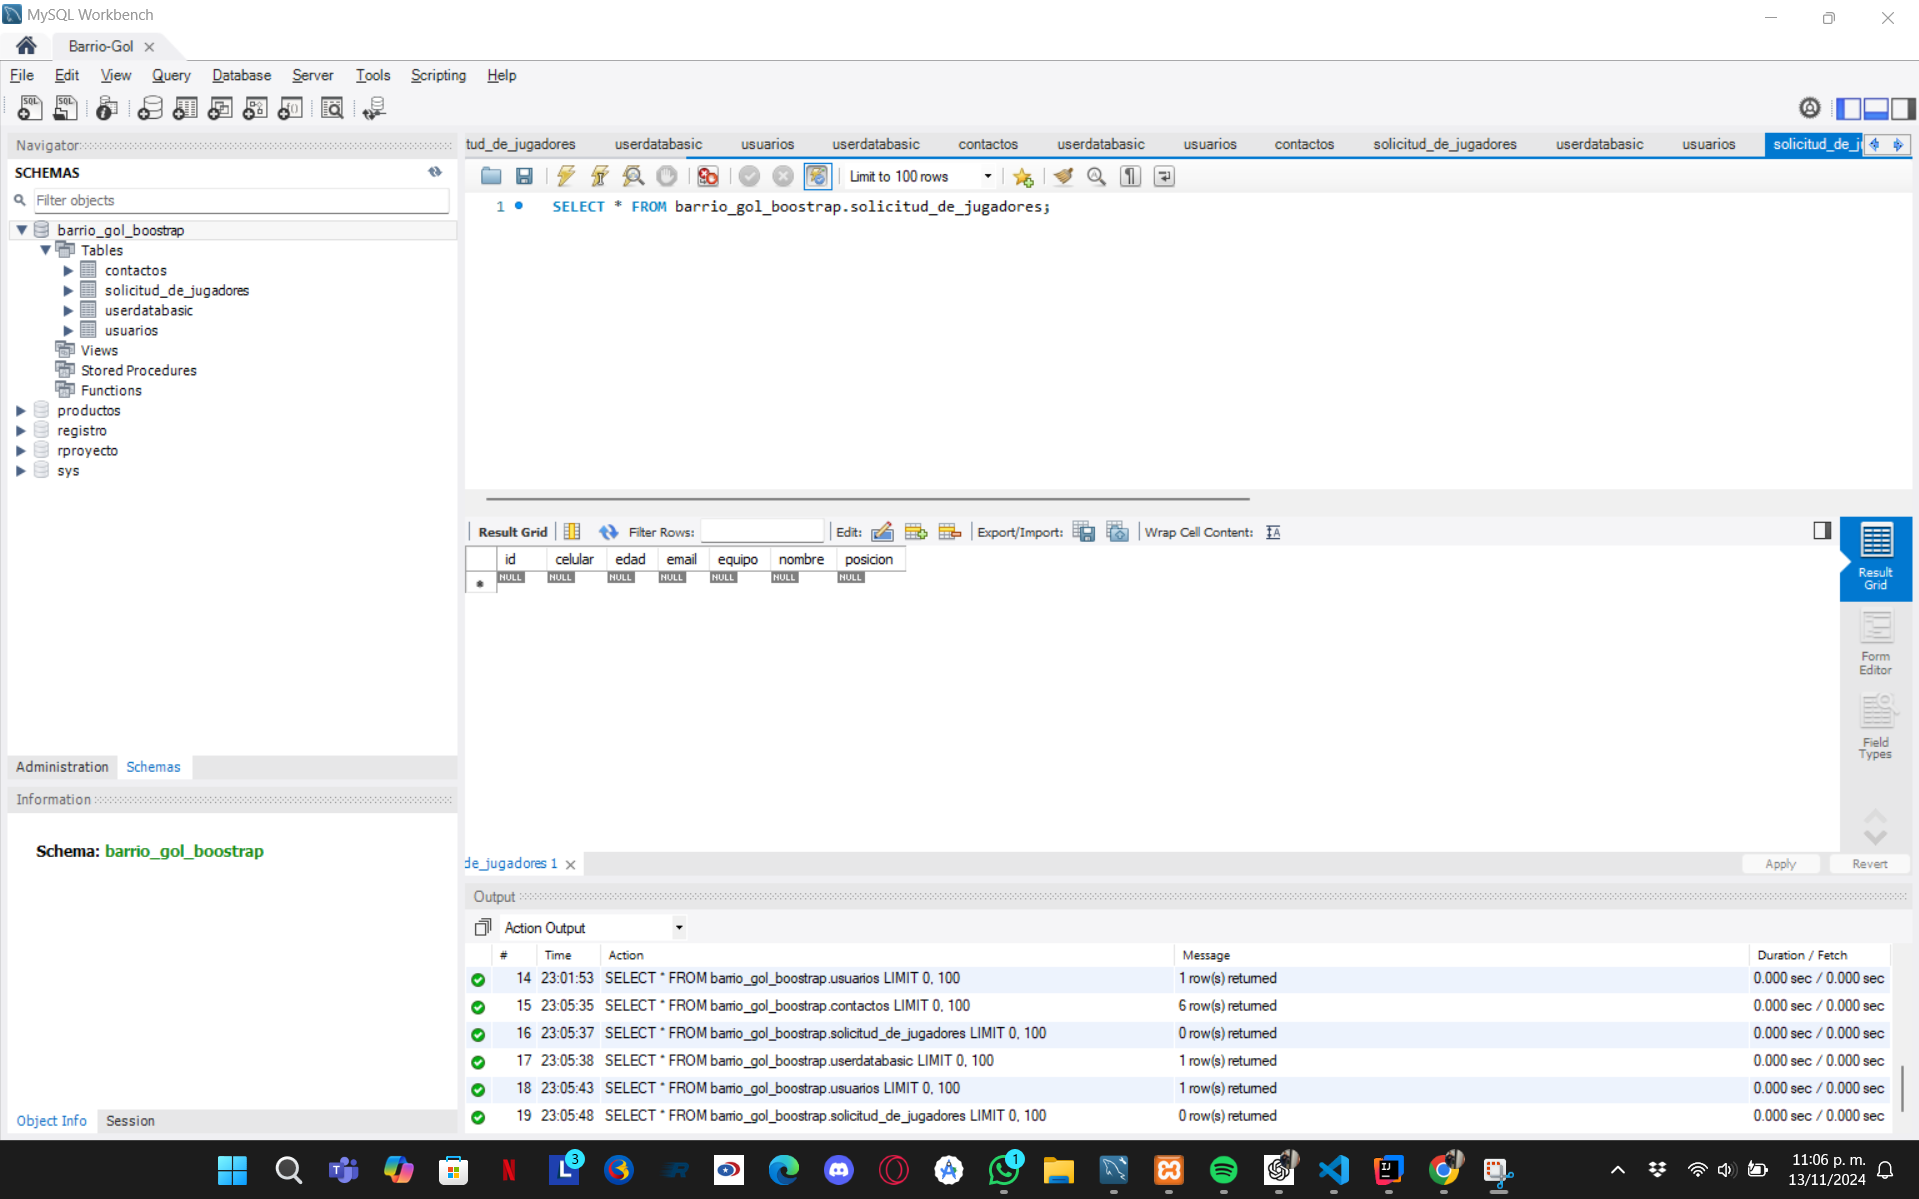 MySQL Workbench
Barrio-Gol
File Edit View Query Database Server Tools Scripting Help
Navigator
SCHEMAS
Filter objects
barrio_gol_boostrap
Tables
contactos
solicitud_de_jugadores
userdatabasic
usuarios
Views
Stored Procedures
Functions
productos
registro
rproyecto
sys
Administration Schemas
Information
Schema: barrio_gol_boostrap
Object Info Session
tud_de_jugadores userdatabasic usuarios userdatabasic contactos userdatabasic usuarios contactos solicitud_de_jugadores userdatabasic usuarios solicitud_de_ju
Limit to 100 rows
1 SELECT * FROM barrio_gol_boostrap.solicitud_de_jugadores;
Result Grid Filter Rows: Edit: Export/Import: Wrap Cell Content:
id celular edad email equipo nombre posicion
NULL NULL NULL NULL NULL NULL NULL
Result Grid
Form Editor
Field Types
de_jugadores 1
Apply Revert
Output
Action Output
# Time Action Message Duration / Fetch
14 23:01:53 SELECT * FROM barrio_gol_boostrap.usuarios LIMIT 0, 100 1 row(s) returned 0.000 sec / 0.000 sec
15 23:05:35 SELECT * FROM barrio_gol_boostrap.contactos LIMIT 0, 100 6 row(s) returned 0.000 sec / 0.000 sec
16 23:05:37 SELECT * FROM barrio_gol_boostrap.solicitud_de_jugadores LIMIT 0, 100 0 row(s) returned 0.000 sec / 0.000 sec
17 23:05:38 SELECT * FROM barrio_gol_boostrap.userdatabasic LIMIT 0, 100 1 row(s) returned 0.000 sec / 0.000 sec
18 23:05:43 SELECT * FROM barrio_gol_boostrap.usuarios LIMIT 0, 100 1 row(s) returned 0.000 sec / 0.000 sec
19 23:05:48 SELECT * FROM barrio_gol_boostrap.solicitud_de_jugadores LIMIT 0, 100 0 row(s) returned 0.000 sec / 0.000 sec
3
1
11:06 p. m.
13/11/2024